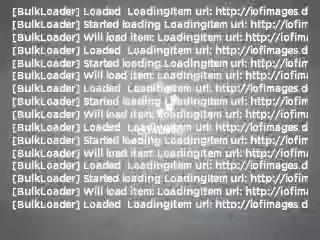 [BulkLoader] Loaded LoadingItem url: http://iofimages.d
[BulkLoader] Started loading LoadingItem url: http://iofim
[BulkLoader] Will load item: LoadingItem url: http://iofima
[BulkLoader] Loaded LoadingItem url: http://iofimages.d
[BulkLoader] Started loading LoadingItem url: http://iofim
[BulkLoader] Will load item: LoadingItem url: http://iofima
[BulkLoader] Loaded LoadingItem url: http://iofimages.d
[BulkLoader] Started loading LoadingItem url: http://iofim
[BulkLoader] Will load item: LoadingItem url: http://iofima
[BulkLoader] Loaded LoadingItem url: http://iofimages.d
[BulkLoader] Started loading LoadingItem url: http://iofim
[BulkLoader] Will load item: LoadingItem url: http://iofima
[BulkLoader] Loaded LoadingItem url: http://iofimages.d
[BulkLoader] Started loading LoadingItem url: http://iofim
[BulkLoader] Will load item: LoadingItem url: http://iofima
[BulkLoader] Loaded LoadingItem url: http://iofimages.d